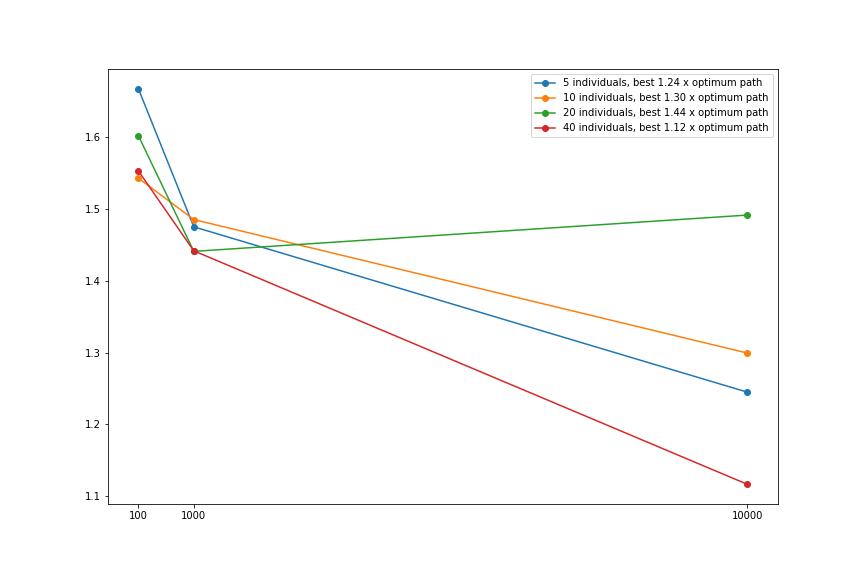 5 individuals, best 1.24 x optimum path
10 individuals, best 1.30 x optimum path
20 individuals, best 1.44 x optimum path
40 individuals, best 1.12 x optimum path
1.6
1.5
1.4
1.3
1.2
1.1
100 1000 10000